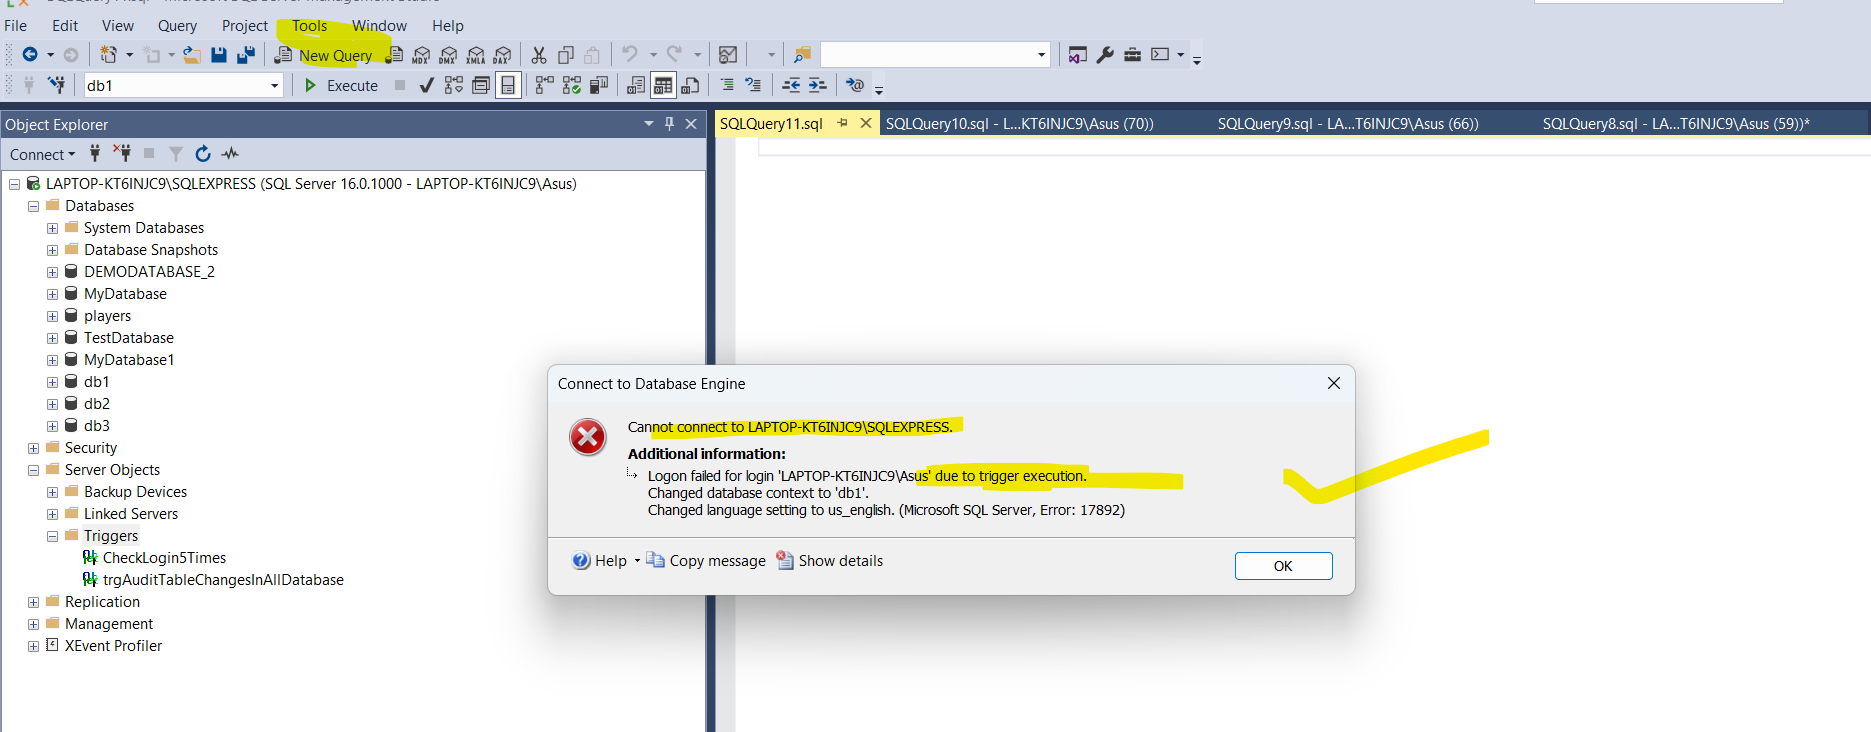 File Edit View Query Project Tools Window Help
New Query MDX DMX XMLA DAX
db1 Execute
Object Explorer
Connect
LAPTOP-KT6INJC9\SQLEXPRESS (SQL Server 16.0.1000 - LAPTOP-KT6INJC9\Asus)
Databases
System Databases
Database Snapshots
DEMODATABASE_2
MyDatabase
players
TestDatabase
MyDatabase1
db1
db2
db3
Security
Server Objects
Backup Devices
Linked Servers
Triggers
CheckLogin5Times
trgAuditTableChangesInAllDatabase
Replication
Management
XEvent Profiler
SQLQuery11.sql SQLQuery10.sql - L...KT6INJC9\Asus (70)) SQLQuery9.sql - LA...T6INJC9\Asus (66)) SQLQuery8.sql - LA...T6INJC9\Asus (59))*
Connect to Database Engine
Cannot connect to LAPTOP-KT6INJC9\SQLEXPRESS.
Additional information:
Logon failed for login 'LAPTOP-KT6INJC9\Asus' due to trigger execution.
Changed database context to 'db1'.
Changed language setting to us_english. (Microsoft SQL Server, Error: 17892)
Help Copy message Show details OK